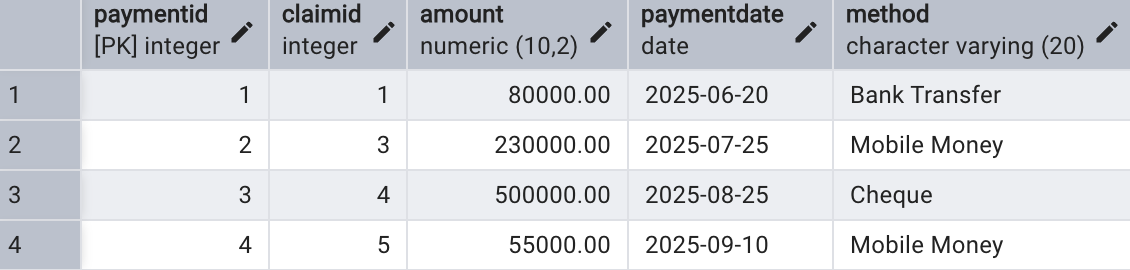 paymentid claimid amount paymentdate method
[PK] integer integer numeric (10,2) date character varying (20)
1 1 1 80000.00 2025-06-20 Bank Transfer
2 2 3 230000.00 2025-07-25 Mobile Money
3 3 4 500000.00 2025-08-25 Cheque
4 4 5 55000.00 2025-09-10 Mobile Money